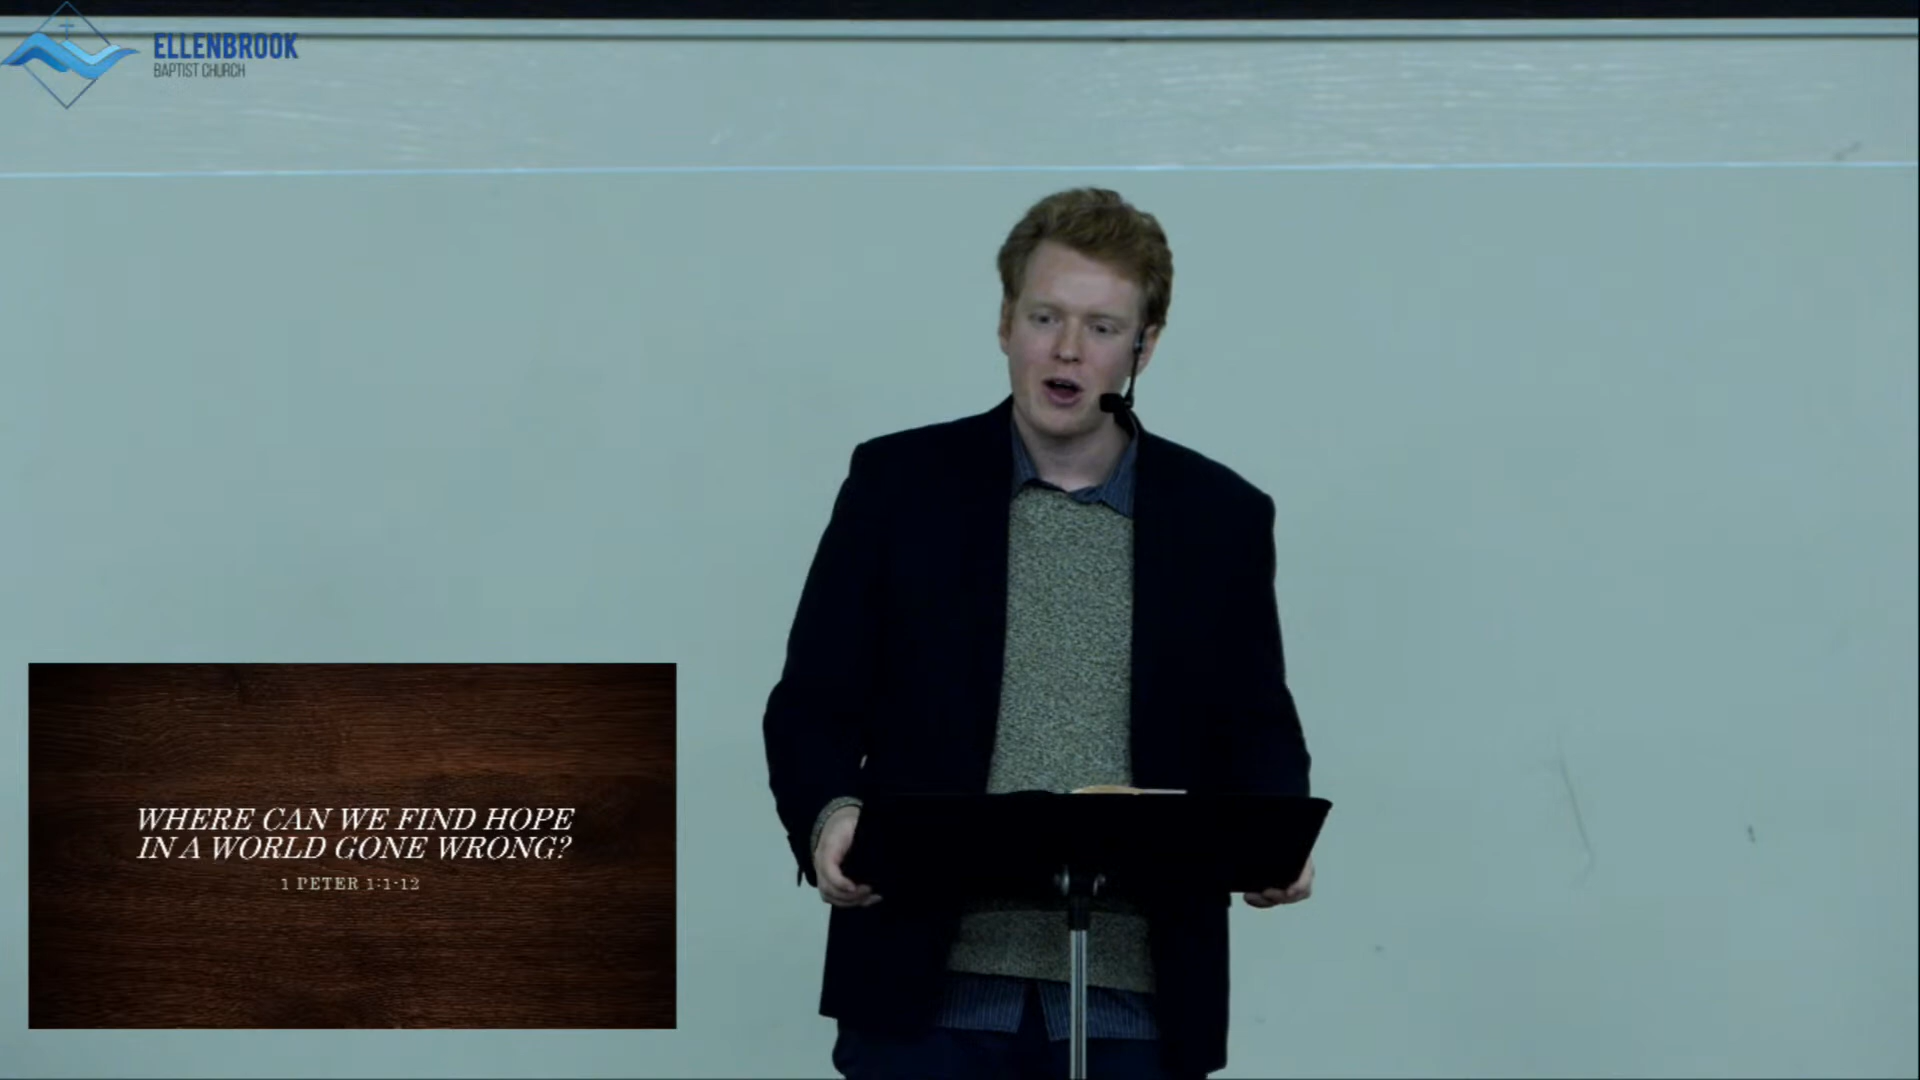 ELLENBROOK
BAPTIST CHURCH
WHERE CAN WE FIND HOPE
IN A WORLD GONE WRONG?
1 PETER 1:1-12